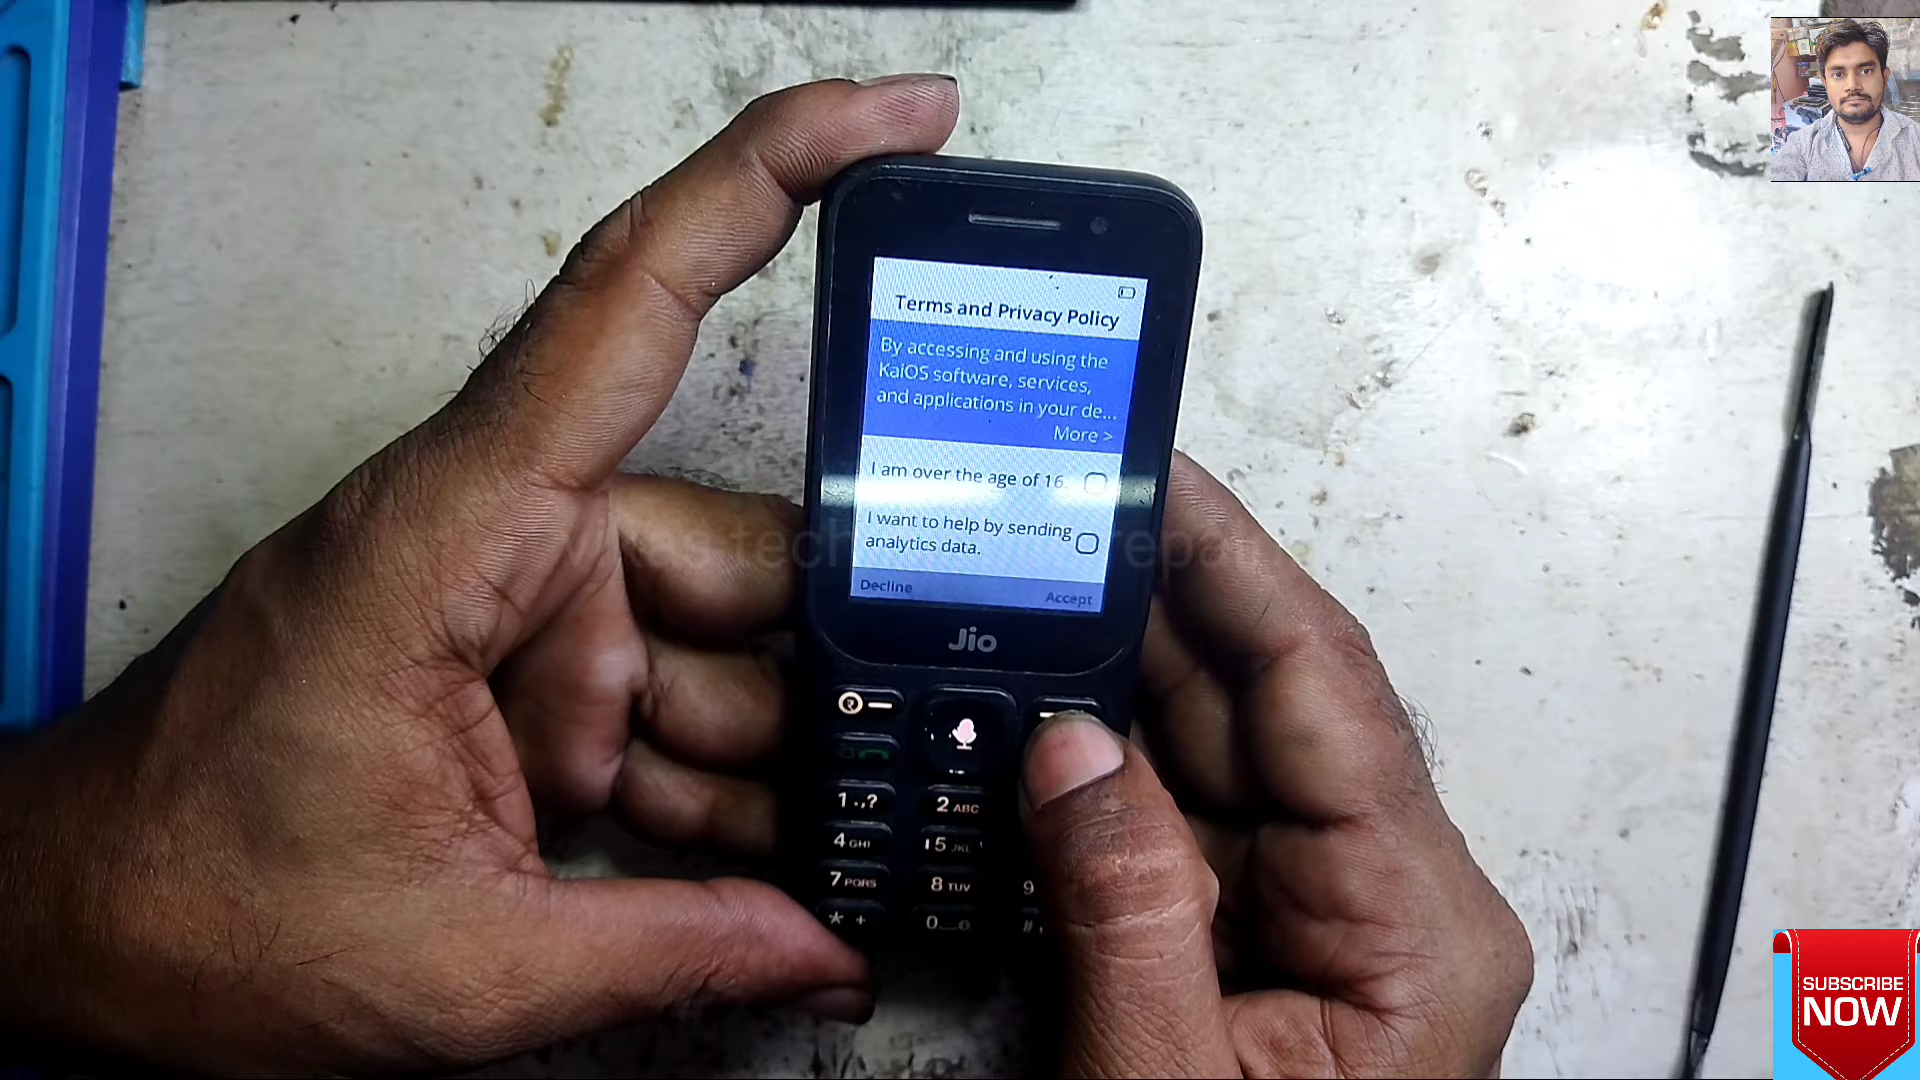 Terms and Privacy Policy
By accessing and using the
KaiOS software, services,
and applications in your de...
More >
I am over the age of 16.
I want to help by sending
analytics data.
Decline
Accept
Jio
1 .,?
2 ABC
4 GHI
5 JKL
7 PQRS
8 TUV
9
* +
0
#
repair
SUBSCRIBE
NOW